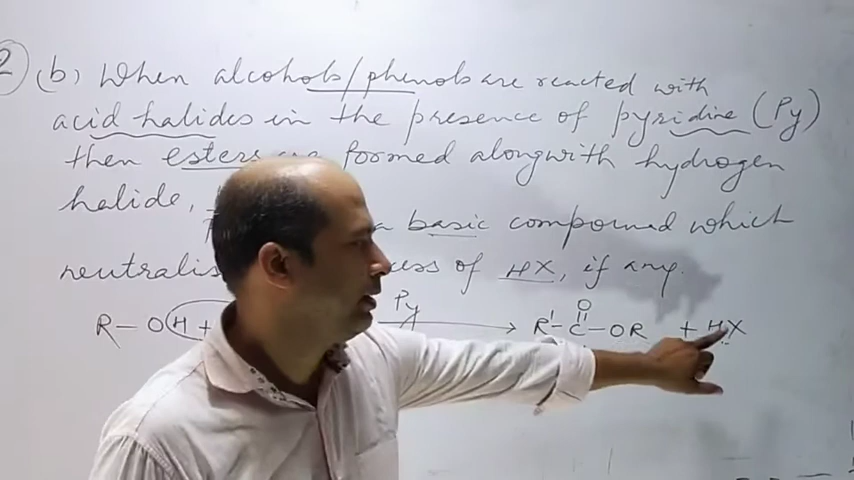 2 (b) When alcohols/phenols are reacted with
acid halides in the presence of pyridine (Py)
then esters are formed alongwith hydrogen
halide, a basic compound which
neutralis of HX, if any.
Py
O
R — OH + → R' — C — OR + HX